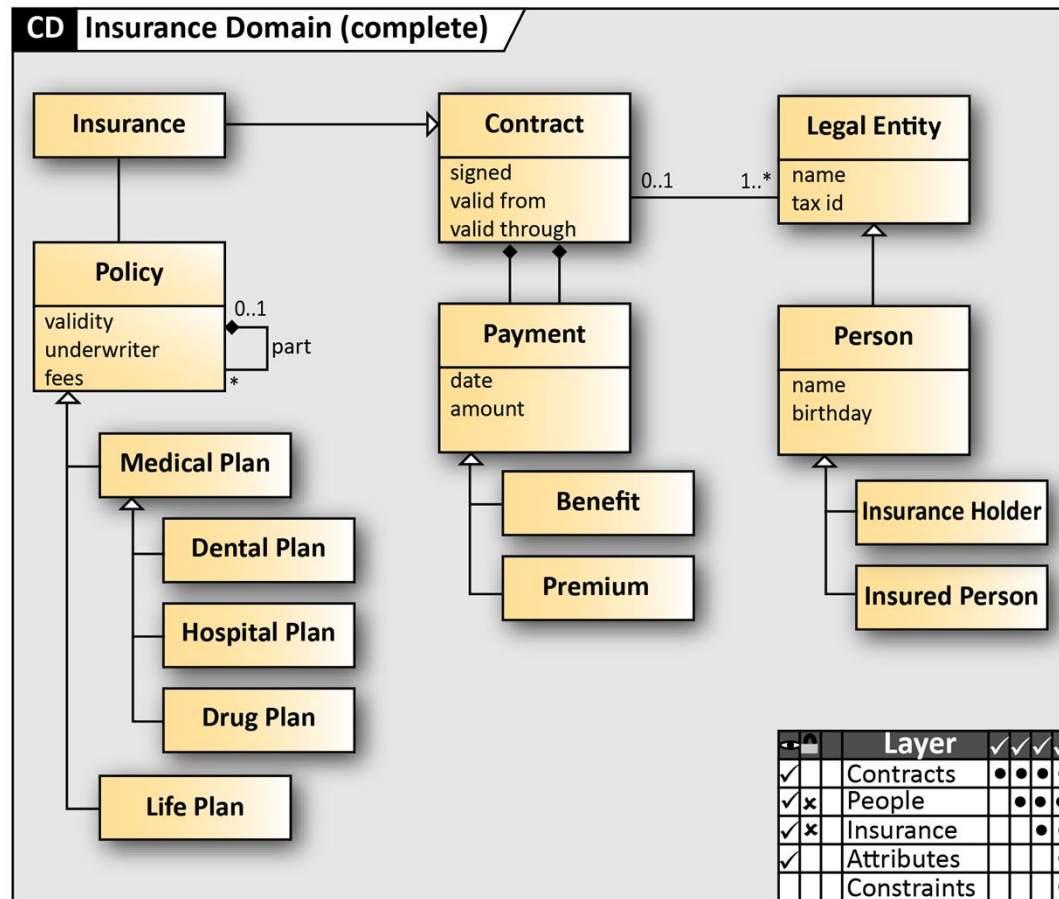 CD Insurance Domain (complete)
Insurance
Contract
signed
valid from
valid through
0..1
1..*
Legal Entity
name
tax id
Policy
validity
underwriter
fees
0..1
part
*
Payment
date
amount
Person
name
birthday
Medical Plan
Dental Plan
Hospital Plan
Drug Plan
Life Plan
Benefit
Premium
Insurance Holder
Insured Person
Layer
Contracts
People
Insurance
Attributes
Constraints